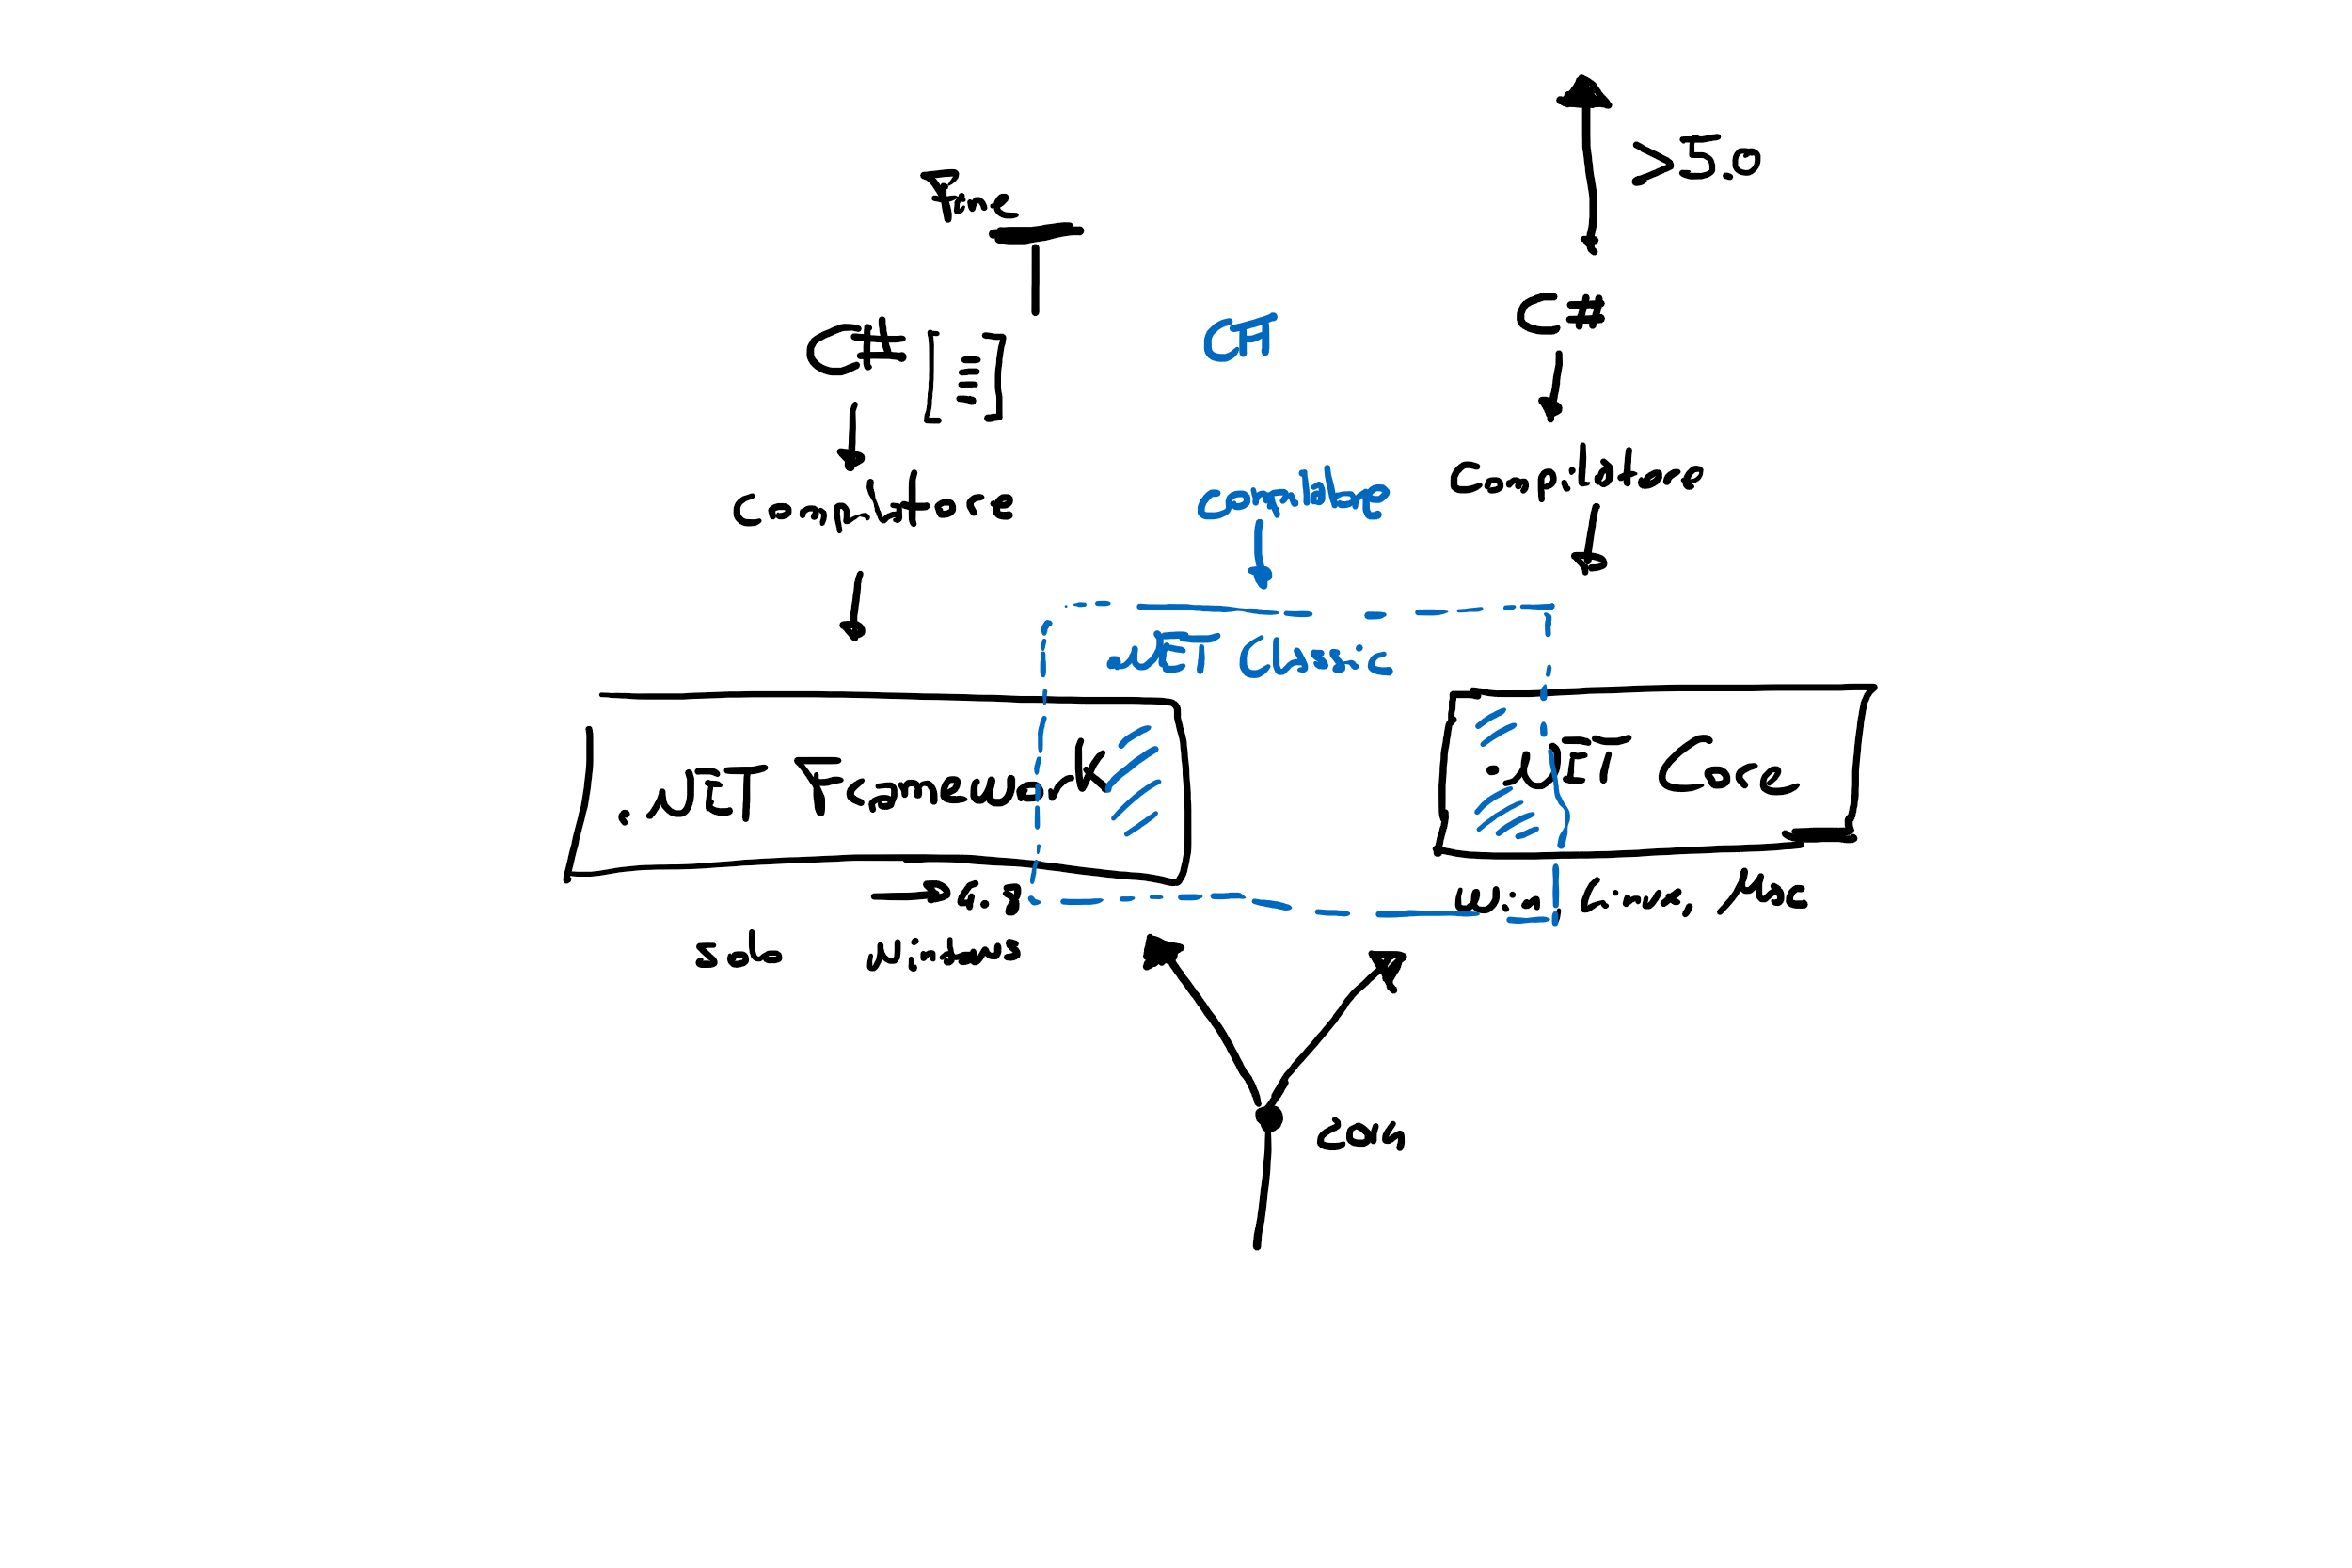 Fine
>5.0
C#
C#
C#
Compilatore
Compilatore
Compilatore
.NET Classic
.NET Framework
.NET Core
4.8
Win Linux, Mac
solo Windows
com